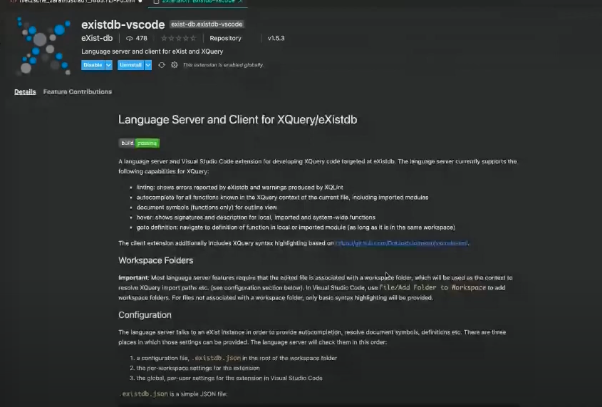 existdb-vscode exist-db.existdb-vscode
eXist-db 478 Repository v1.5.3
Language server and client for eXist and XQuery
Disable Uninstall This extension is enabled globally.
Details Feature Contributions
Language Server and Client for XQuery/eXistdb
build passing
A language server and Visual Studio Code extension for developing XQuery code targeted at eXistdb. The language server currently supports the
following capabilities for XQuery:
• linting: shows errors reported by eXistdb and warnings produced by XQLint
• autocomplete for all functions known in the XQuery context of the current file, including imported modules
• document symbols (functions only) for outline view
• hover: shows signatures and description for local, imported and system-wide functions
• goto definition: navigate to definition of function in local or imported module (as long as it is in the same workspace)
The client extension additionally includes XQuery syntax highlighting based on
Workspace Folders
Important: Most language server features require that the edited file is associated with a workspace folder, which will be used as the context to
resolve XQuery import paths etc. (see configuration section below). In Visual Studio Code, use File/Add Folder to Workspace to add
workspace folders. For files not associated with a workspace folder, only basic syntax highlighting will be provided.
Configuration
The language server talks to an eXist instance in order to provide autocompletion, resolve document symbols, definitions etc. There are three
places in which those settings can be provided. The language server will check them in this order:
1. a configuration file, .existdb.json in the root of the workspace folder
2. the per-workspace settings for the extension
3. the global, per-user settings for the extension in Visual Studio Code
.existdb.json is a simple JSON file: